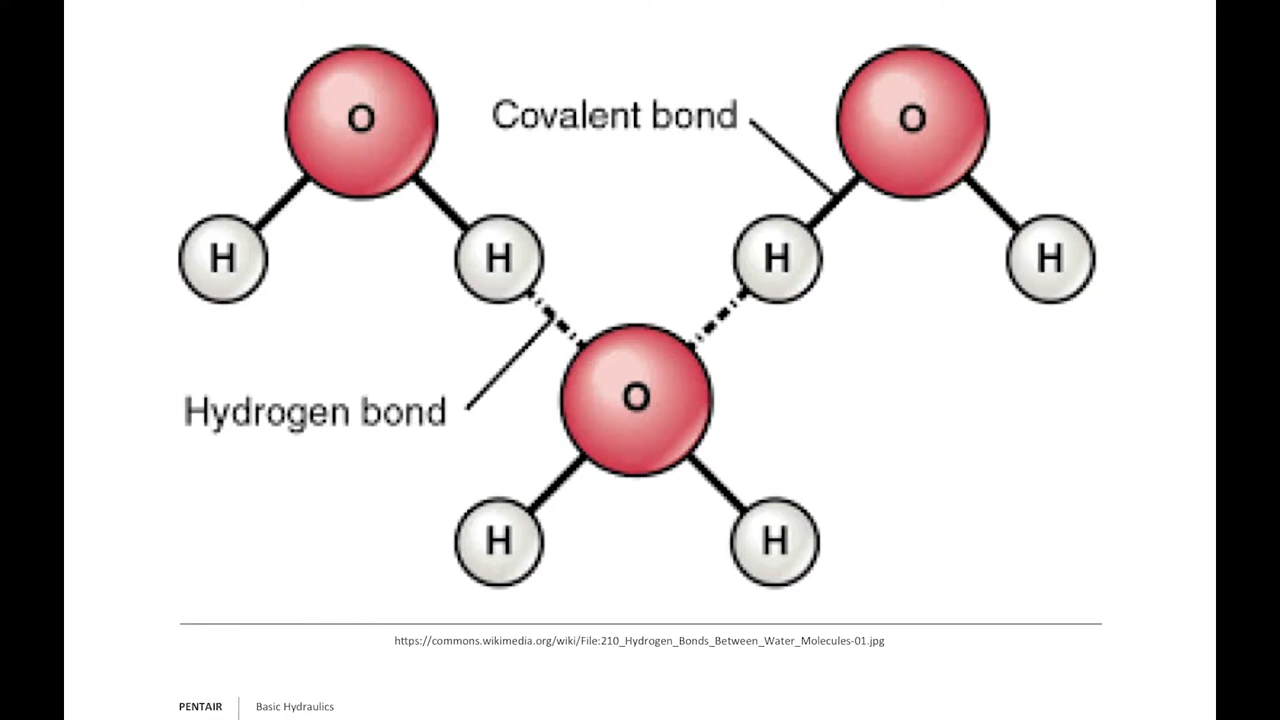 O
O
Covalent bond
H
H
H
H
O
Hydrogen bond
H
H
https://commons.wikimedia.org/wiki/File:210_Hydrogen_Bonds_Between_Water_Molecules-01.jpg
PENTAIR
Basic Hydraulics